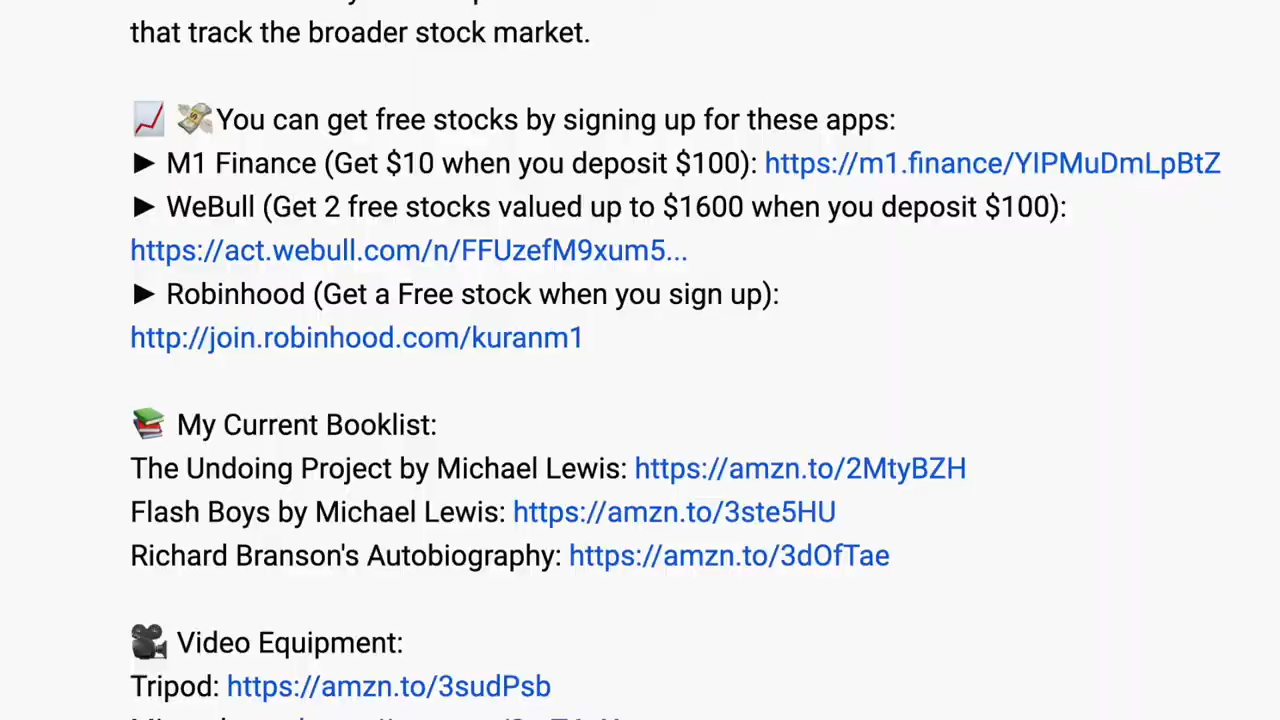 that track the broader stock market.
📈 💸You can get free stocks by signing up for these apps:
► M1 Finance (Get $10 when you deposit $100): https://m1.finance/YIPMuDmLpBtZ
► WeBull (Get 2 free stocks valued up to $1600 when you deposit $100):
https://act.webull.com/n/FFUzefM9xum5...
► Robinhood (Get a Free stock when you sign up):
http://join.robinhood.com/kuranm1
📚 My Current Booklist:
The Undoing Project by Michael Lewis: https://amzn.to/2MtyBZH
Flash Boys by Michael Lewis: https://amzn.to/3ste5HU
Richard Branson's Autobiography: https://amzn.to/3dOfTae
🎥 Video Equipment:
Tripod: https://amzn.to/3sudPsb